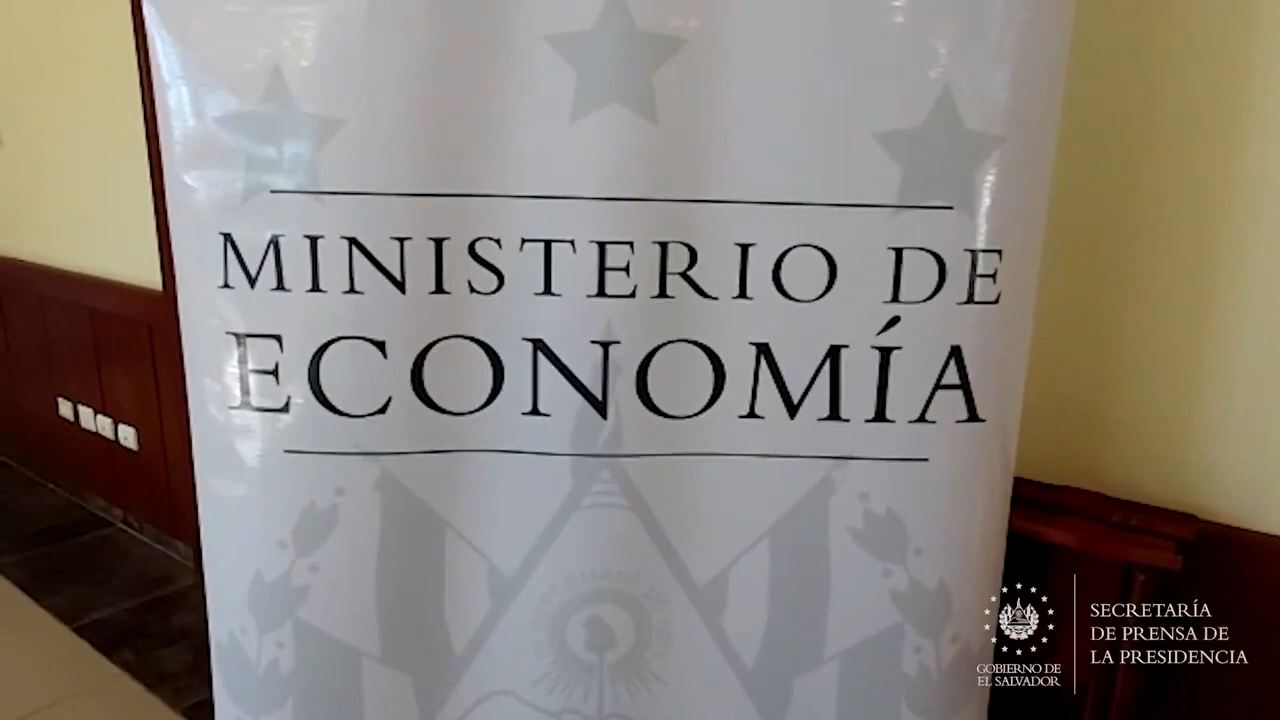 MINISTERIO DE
ECONOMÍA
GOBIERNO DE
EL SALVADOR
SECRETARÍA
DE PRENSA DE
LA PRESIDENCIA